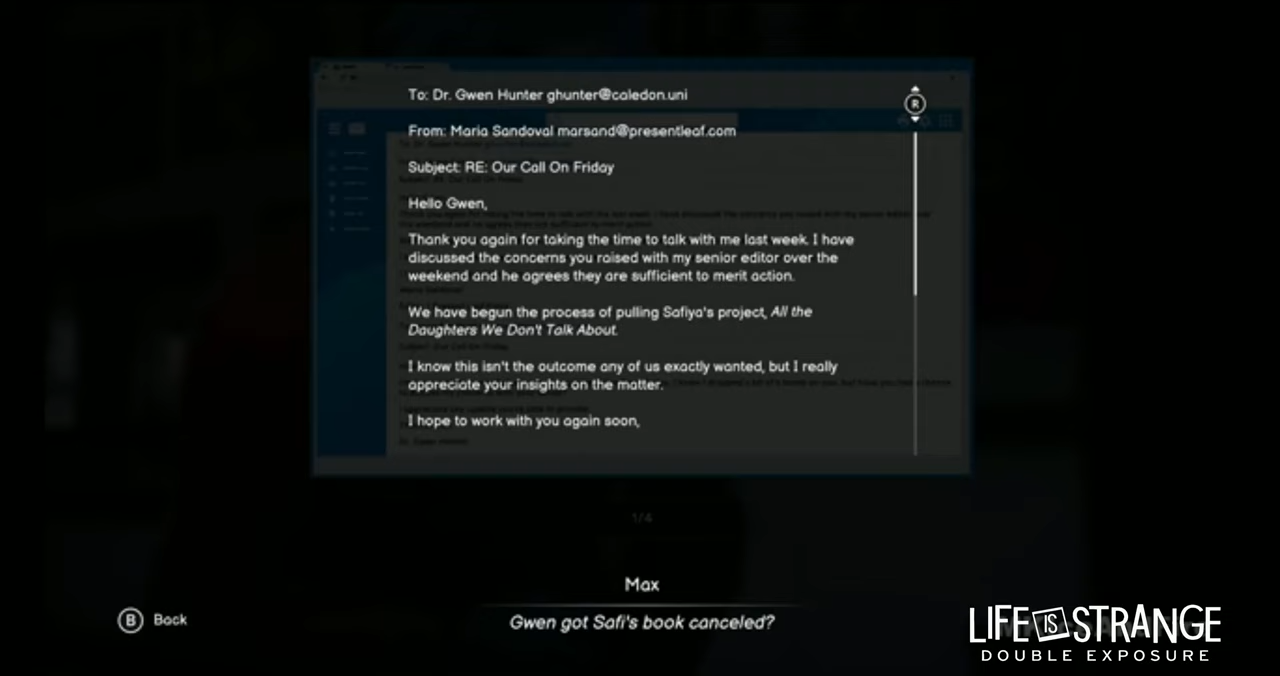 To: Dr. Gwen Hunter ghunter@caledon.uni
R
From: Maria Sandoval marsand@presentleaf.com
Subject: RE: Our Call On Friday
Hello Gwen,
Thank you again for taking the time to talk with me last week. I have
discussed the concerns you raised with my senior editor over the
weekend and he agrees they are sufficient to merit action.
We have begun the process of pulling Safiya's project, All the
Daughters We Don't Talk About.
I know this isn't the outcome any of us exactly wanted, but I really
appreciate your insights on the matter.
I hope to work with you again soon,
1/4
Max
Gwen got Safi's book canceled?
B Back
LIFE IS STRANGE
DOUBLE EXPOSURE